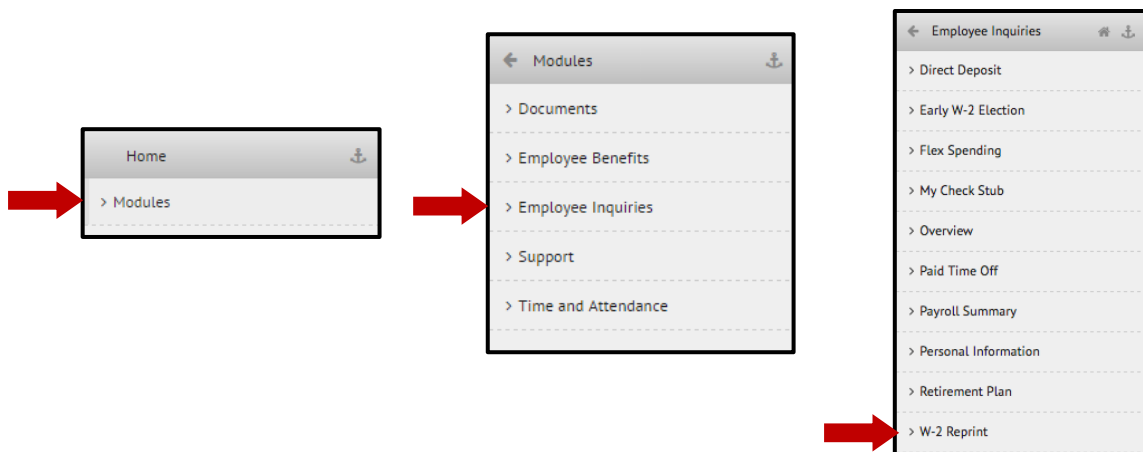 Home
> Modules
Modules
> Documents
> Employee Benefits
> Employee Inquiries
> Support
> Time and Attendance
Employee Inquiries
> Direct Deposit
> Early W-2 Election
> Flex Spending
> My Check Stub
> Overview
> Paid Time Off
> Payroll Summary
> Personal Information
> Retirement Plan
> W-2 Reprint